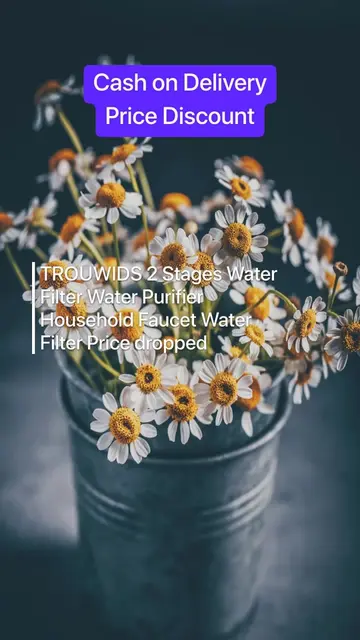 Cash on Delivery
Price Discount
TROUWIDS 2 Stages Water
Filter Water Purifier
Household Faucet Water
Filter Price dropped